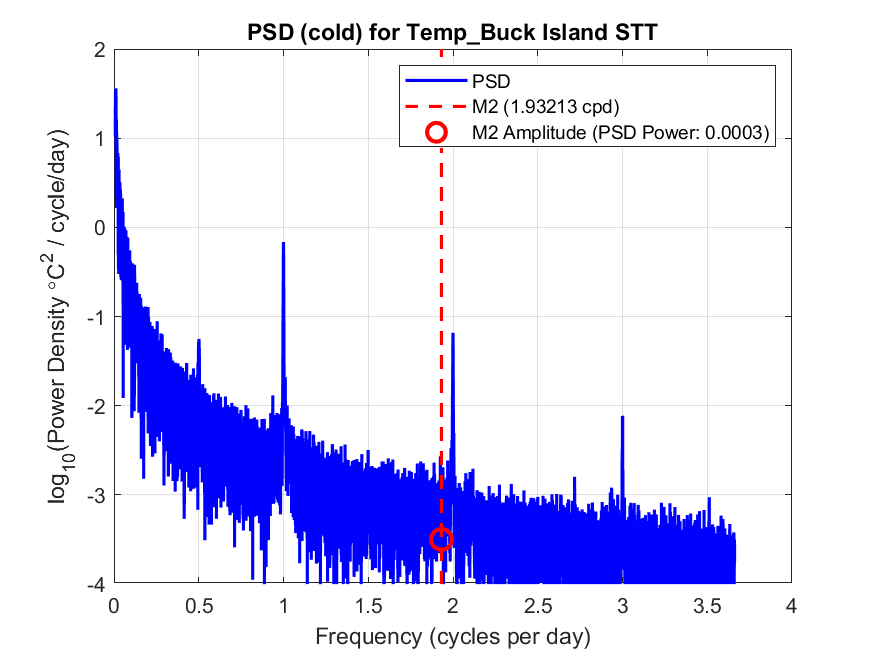 PSD (cold) for Temp_Buck Island STT
PSD
M2 (1.93213 cpd)
M2 Amplitude (PSD Power: 0.0003)
log10(Power Density °C2 / cycle/day)
2
1
0
-1
-2
-3
-4
0 0.5 1 1.5 2 2.5 3 3.5 4
Frequency (cycles per day)